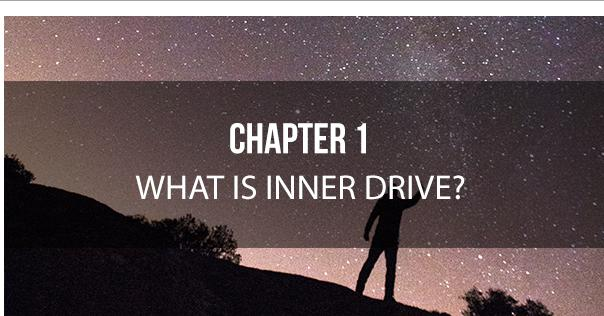 CHAPTER 1
WHAT IS INNER DRIVE?